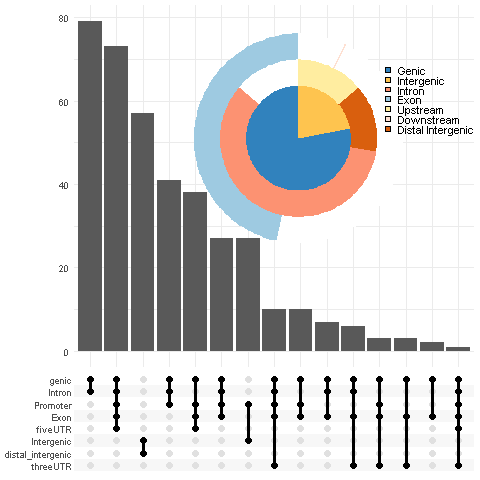 80
60
40
20
0
Genic
Intergenic
Intron
Exon
Upstream
Downstream
Distal Intergenic
genic
Intron
Promoter
Exon
fiveUTR
Intergenic
distal_intergenic
threeUTR